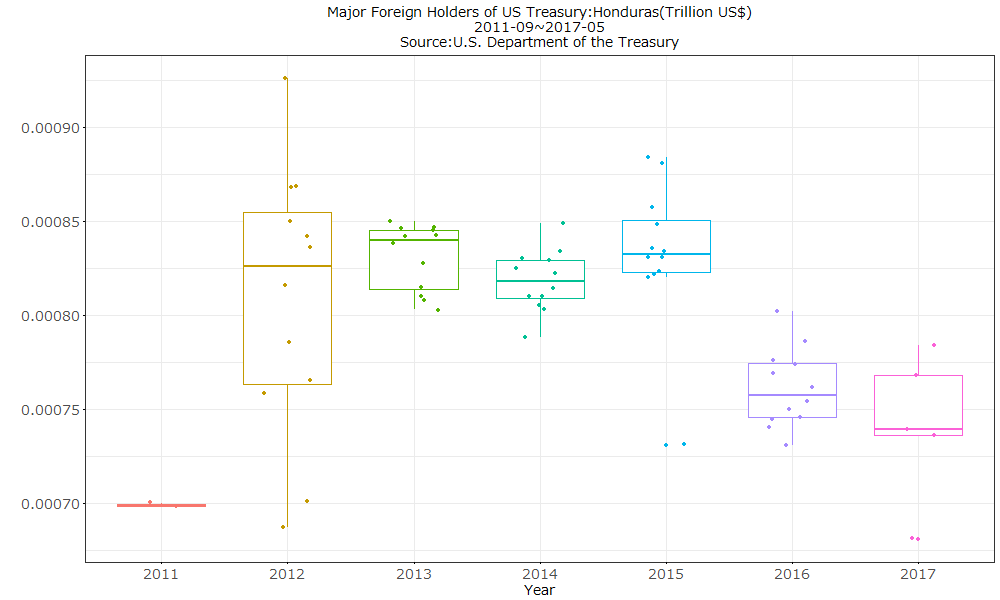 Major Foreign Holders of US Treasury:Honduras(Trillion US$)
2011-09~2017-05
Source:U.S. Department of the Treasury
0.00090
0.00085
0.00080
0.00075
0.00070
2011 2012 2013 2014 2015 2016 2017
Year